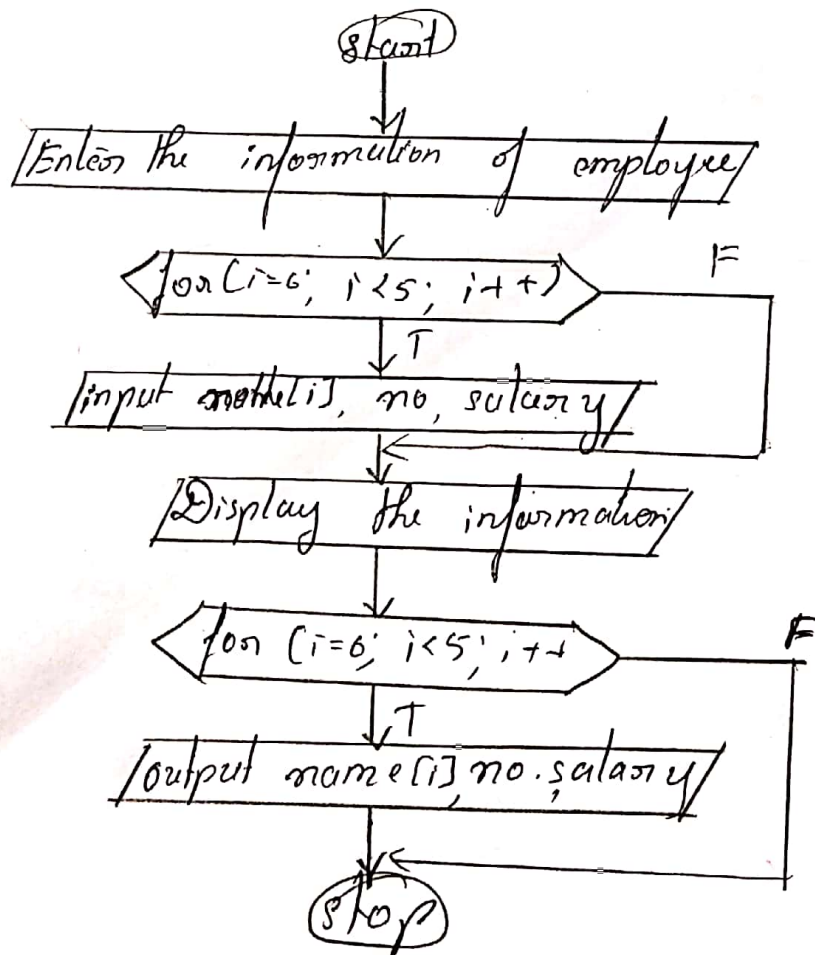 start
Enter the information of employee
for (i=0; i<5; i++)
F
T
input name[i], no, salary
Display the information
for (i=0; i<5; i++
F
T
output name[i], no. salary
stop